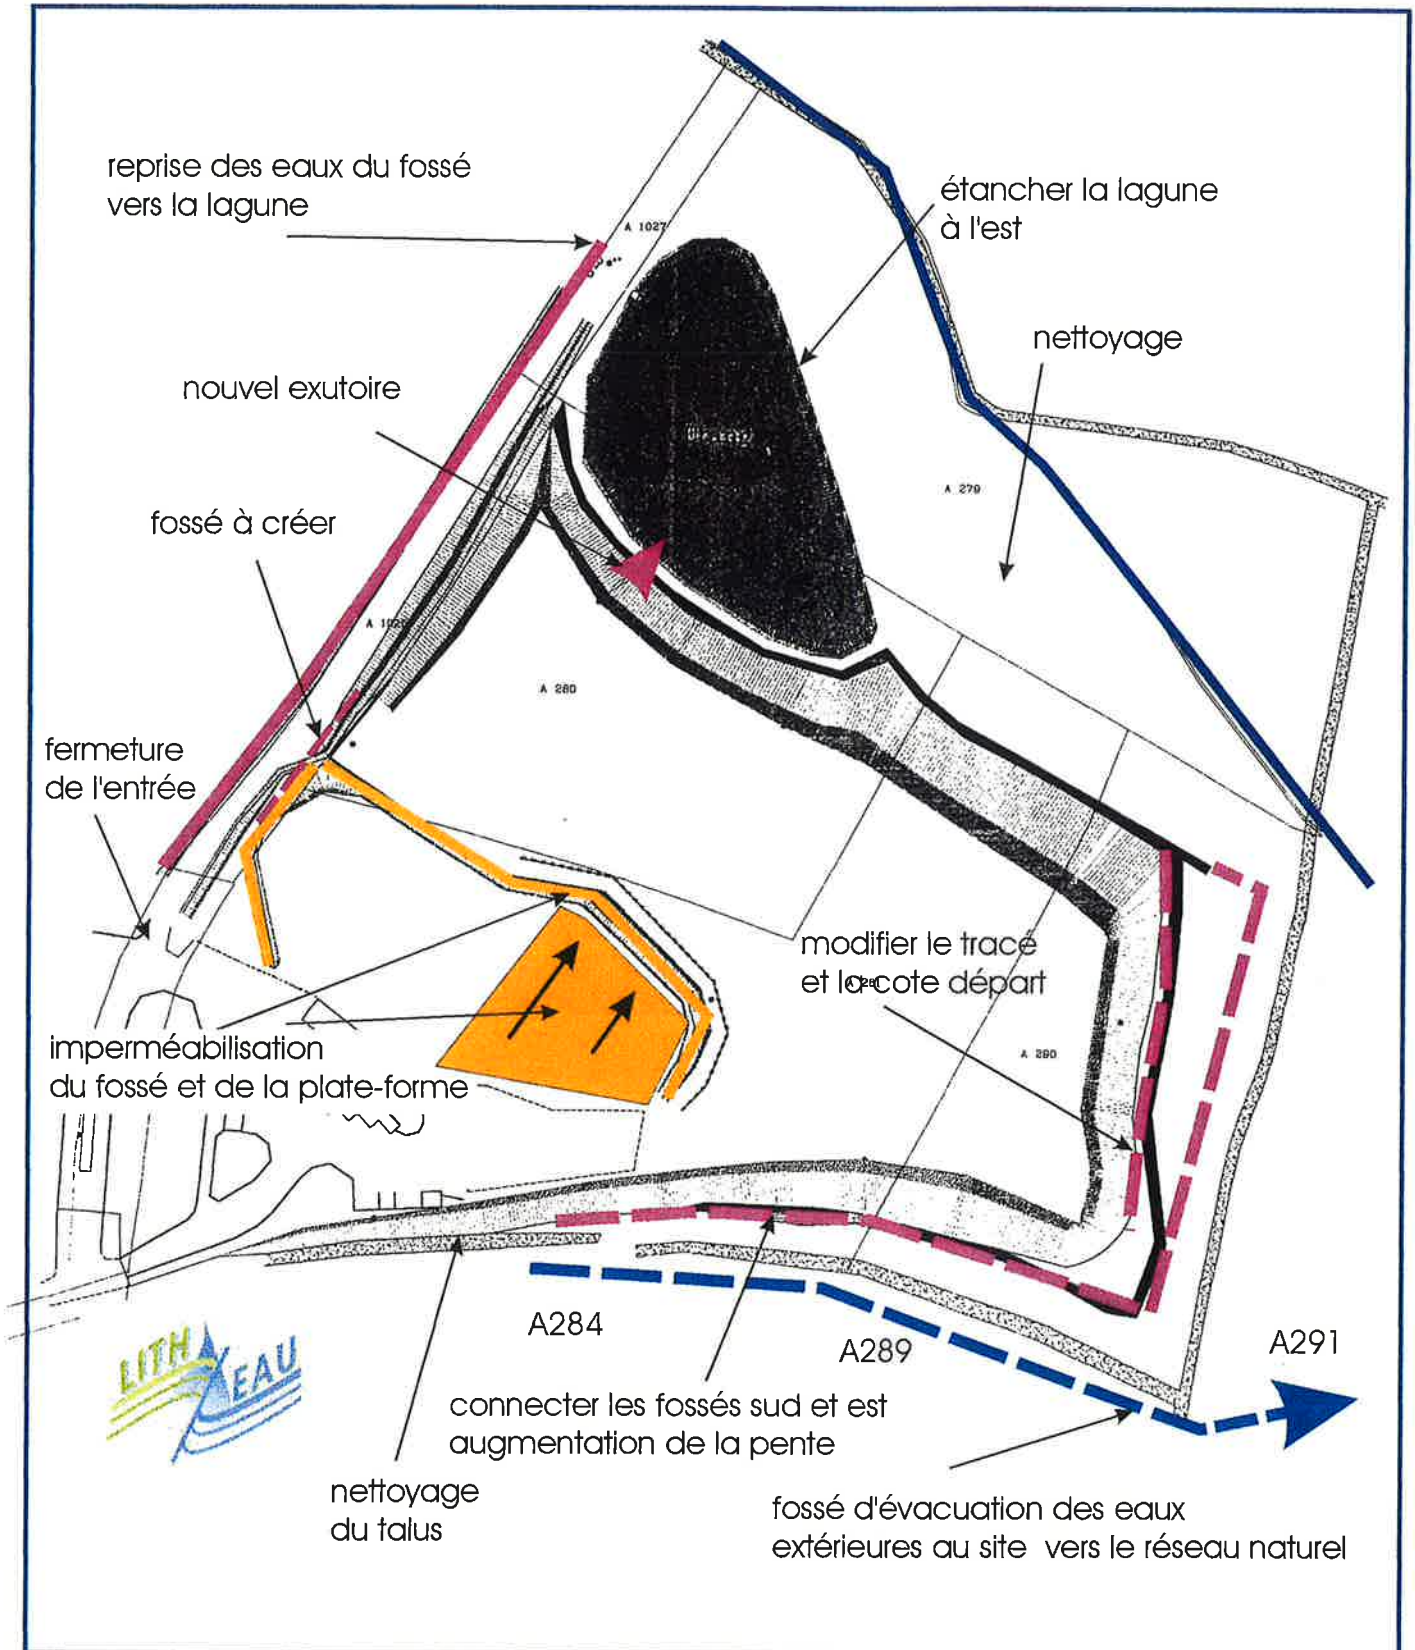 reprise des eaux du fossé
vers la lagune
étancher la lagune
à l'est
A 1027
nettoyage
nouvel exutoire
A 279
fossé à créer
A 280
fermeture
de l'entrée
modifier le tracé
et la cote départ
A 290
imperméabilisation
du fossé et de la plate-forme
A284
A289
A291
LITHEAU
connecter les fossés sud et est
augmentation de la pente
nettoyage
du talus
fossé d'évacuation des eaux
extérieures au site vers le réseau naturel